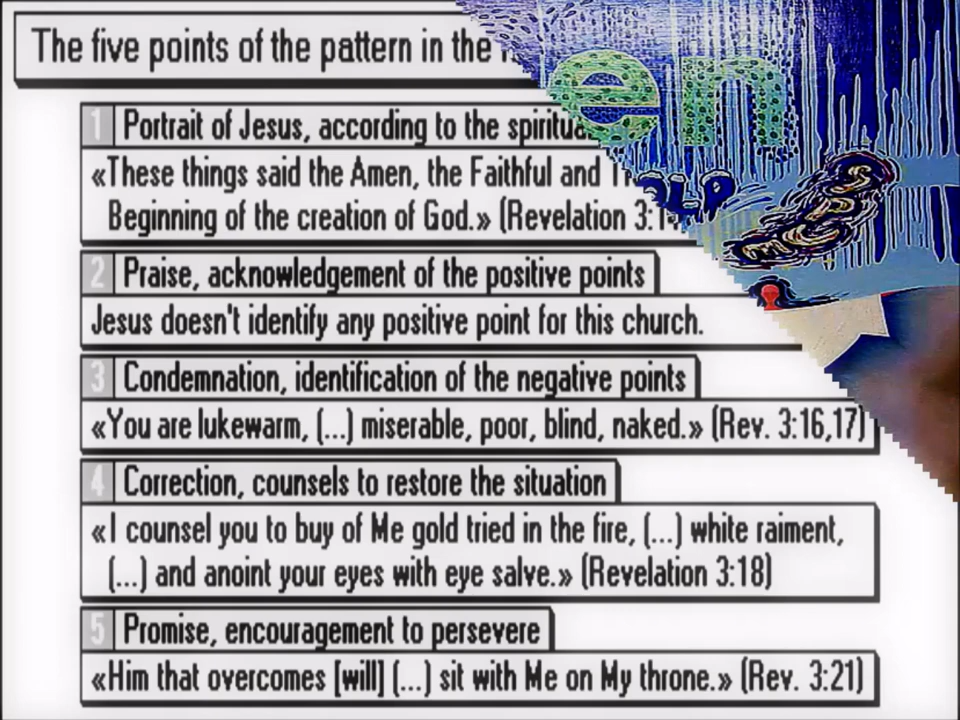 The five points of the pattern in the
en
1 Portrait of Jesus, according to the
«These things said the Amen, the Faithful and
Beginning of the creation of God.» (Revelation
2 Praise, acknowledgement of the positive points
Jesus doesn't identify any positive point for this church.
3 Condemnation, identification of the negative points
«You are lukewarm, (...) miserable, poor, blind, naked.» (Rev. 3:16,17)
4 Correction, counsels to restore the situation
«I counsel you to buy of Me gold tried in the fire, (...) white raiment,
(...) and anoint your eyes with eye salve.» (Revelation 3:18)
5 Promise, encouragement to persevere
«Him that overcomes [will] (...) sit with Me on My throne.» (Rev. 3:21)